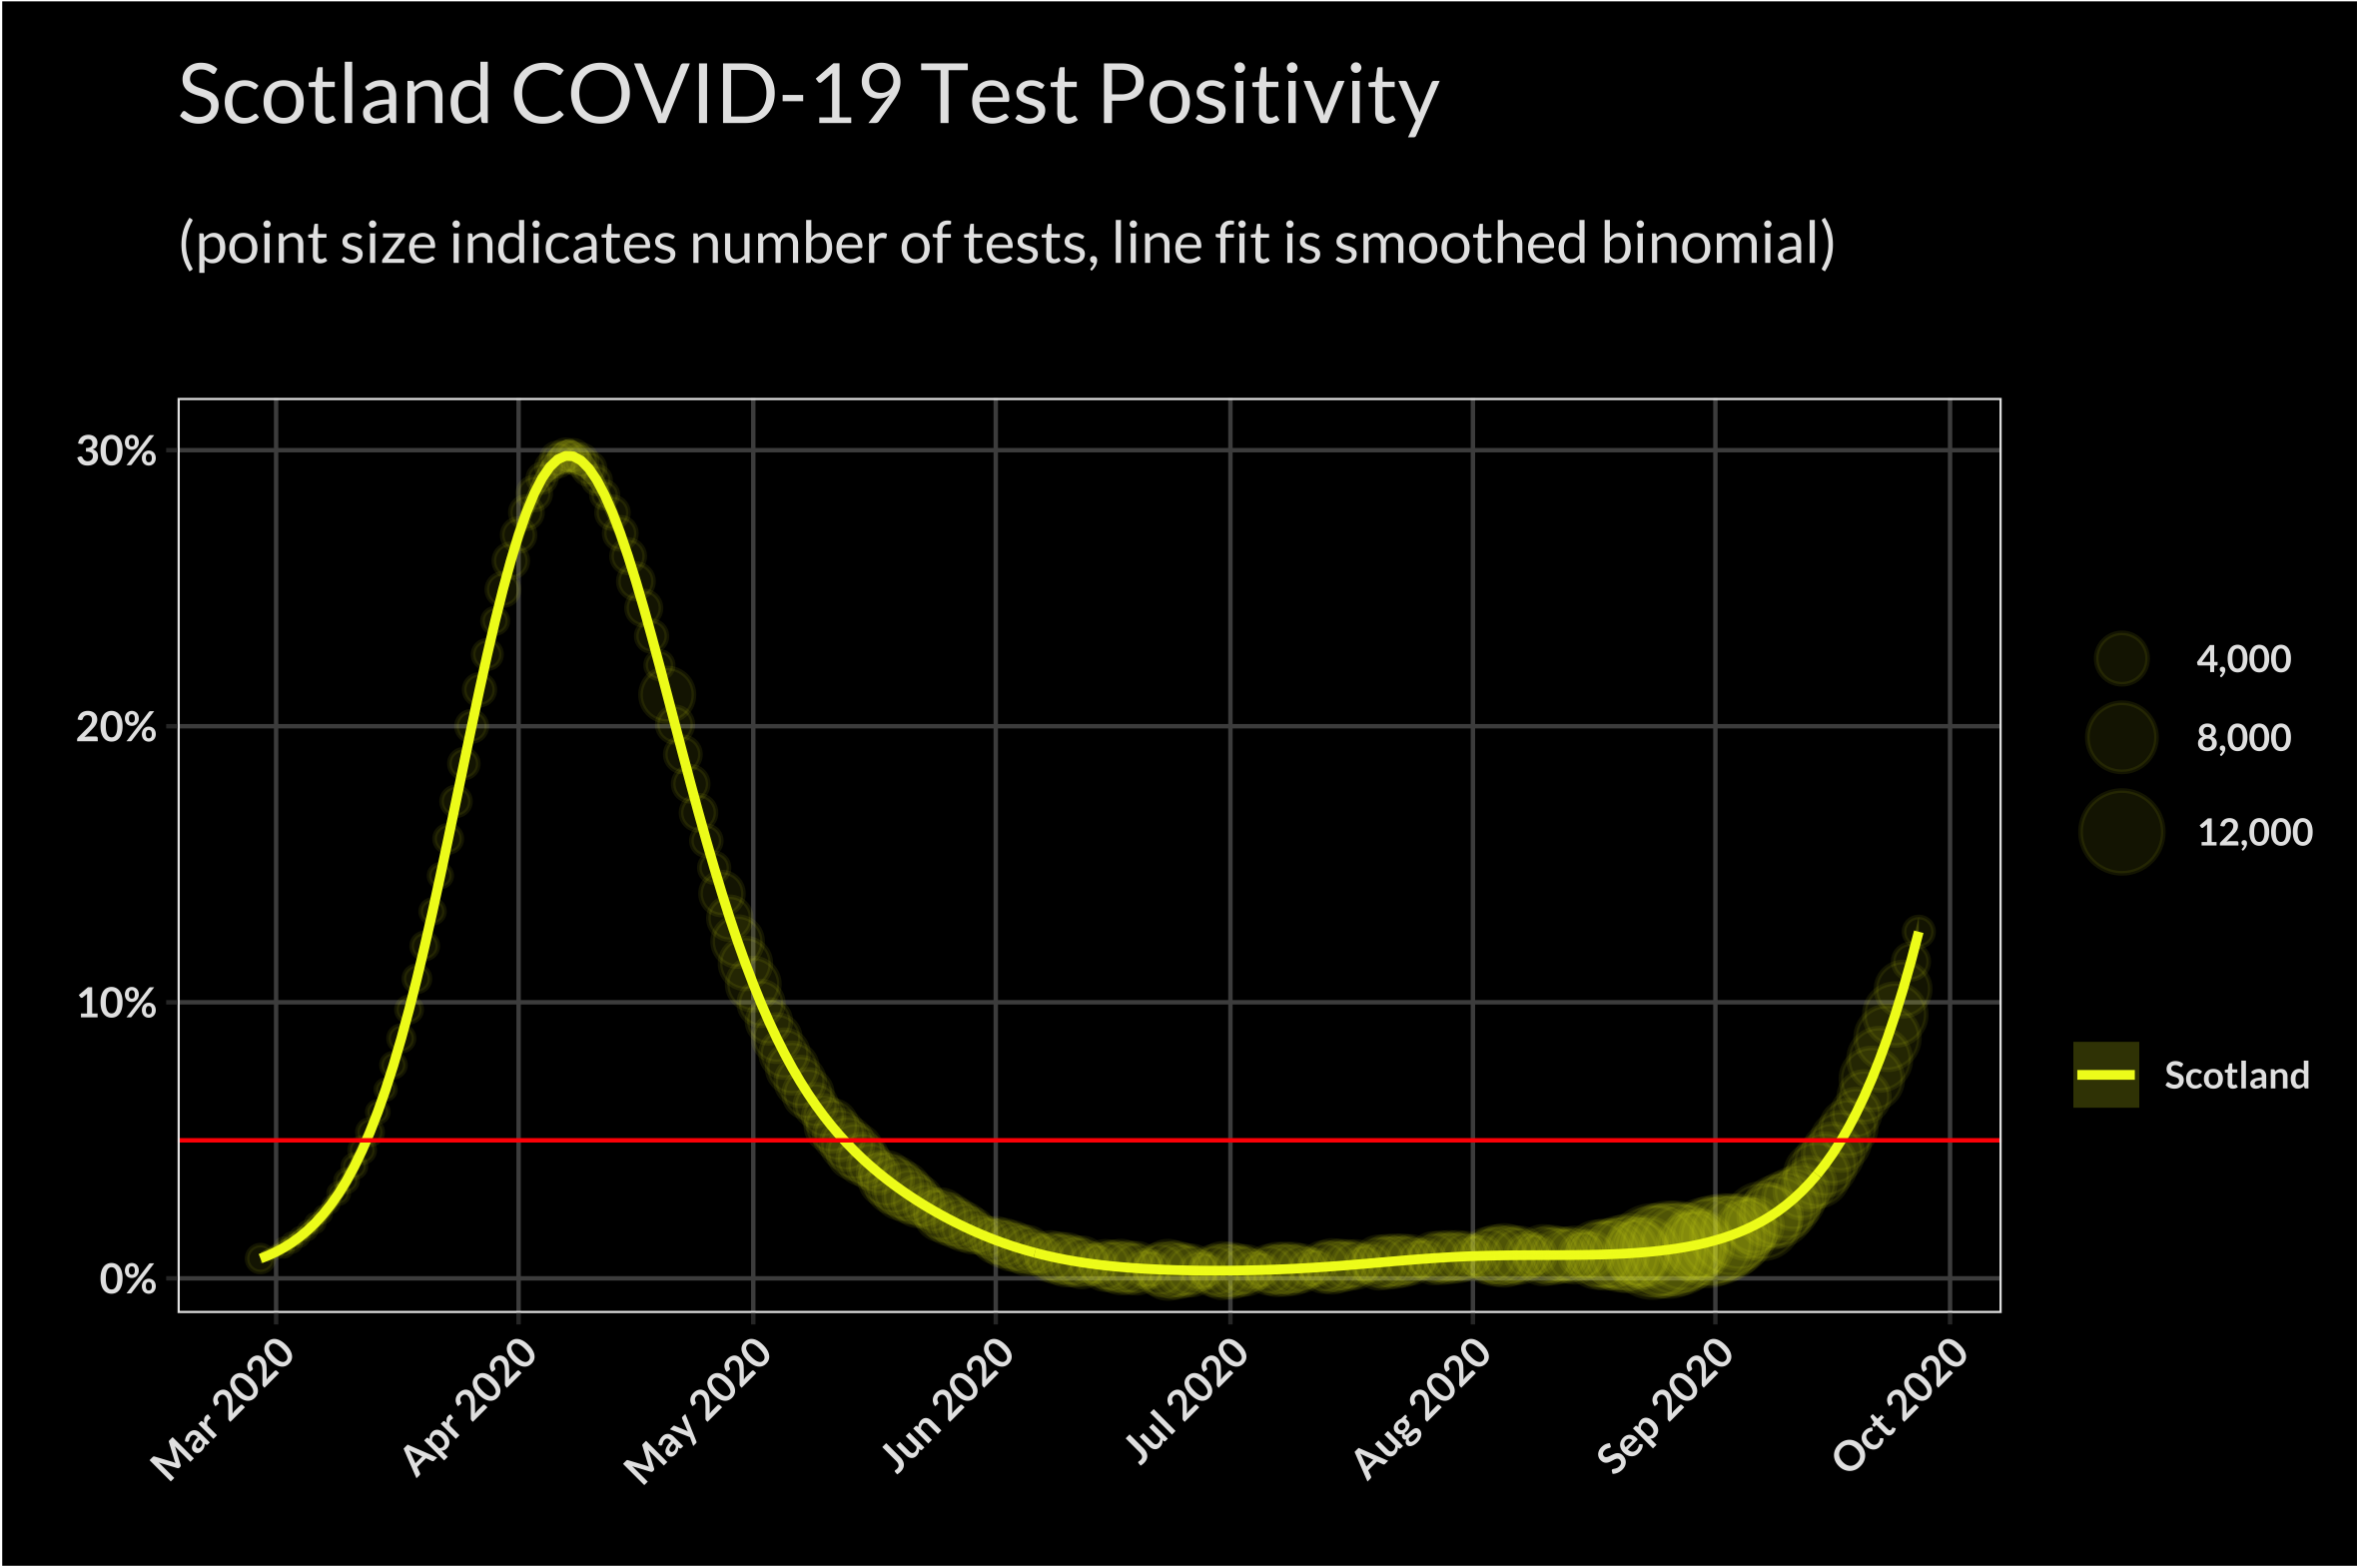 Scotland COVID-19 Test Positivity
(point size indicates number of tests, line fit is smoothed binomial)
30%
20%
10%
0%
Mar 2020
Apr 2020
May 2020
Jun 2020
Jul 2020
Aug 2020
Sep 2020
Oct 2020
4,000
8,000
12,000
Scotland